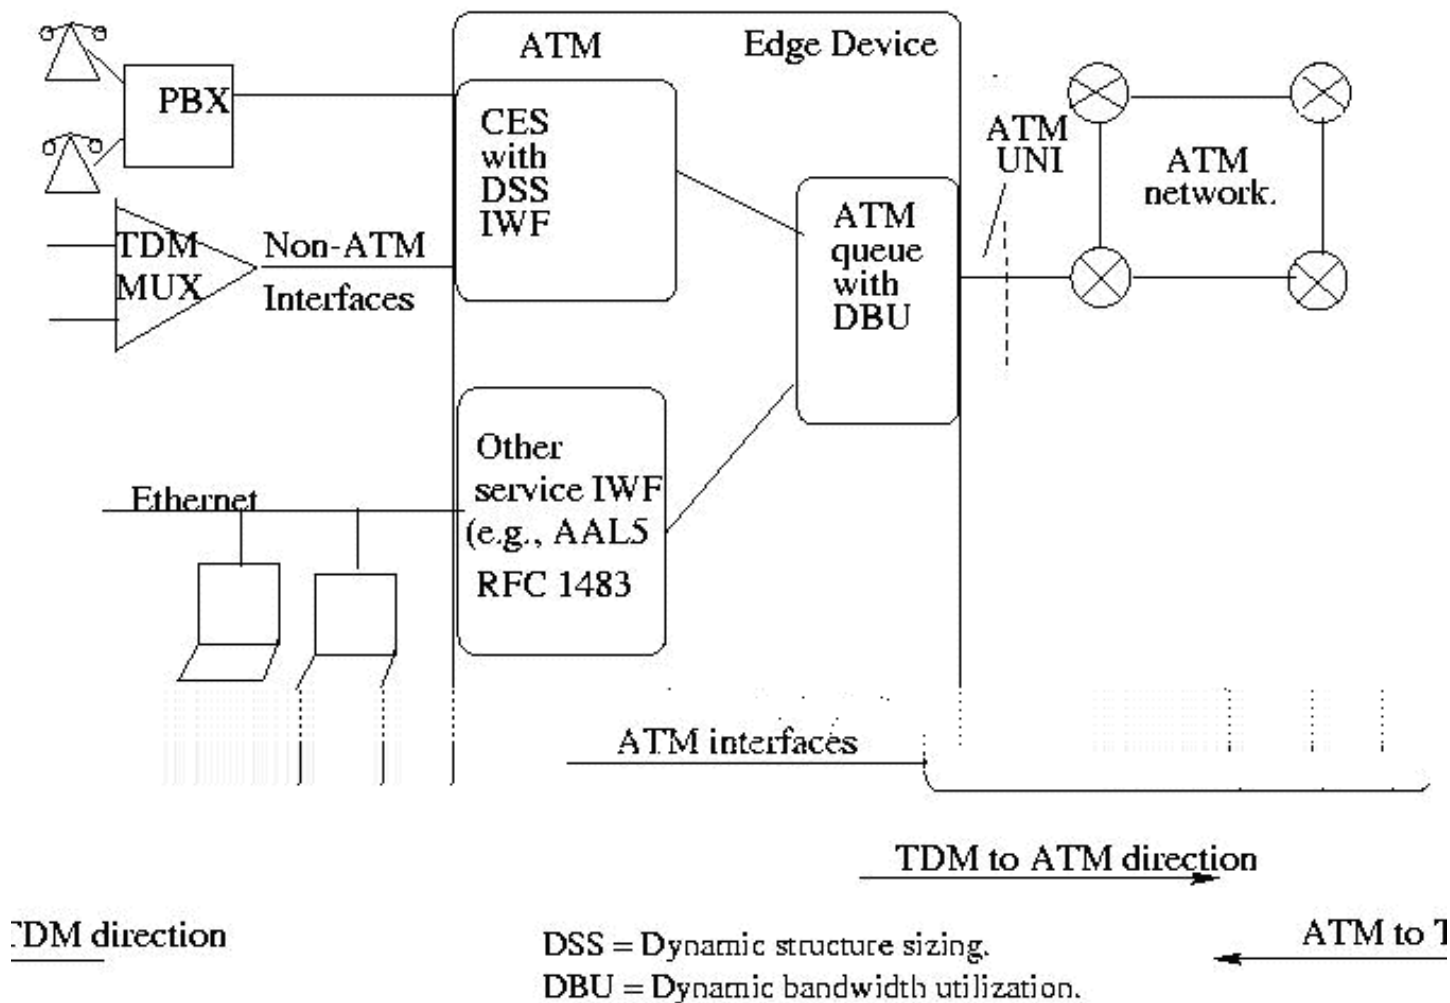 ATM
Edge Device
PBX
CES
with
DSS
IWF
ATM
UNI
ATM
network.
ATM
queue
with
DBU
TDM
MUX
Non-ATM
Interfaces
Other
service IWF
(e.g., AAL5
RFC 1483
Ethernet
ATM interfaces
TDM to ATM direction
TDM direction
ATM to T
DSS = Dynamic structure sizing.
DBU = Dynamic bandwidth utilization.